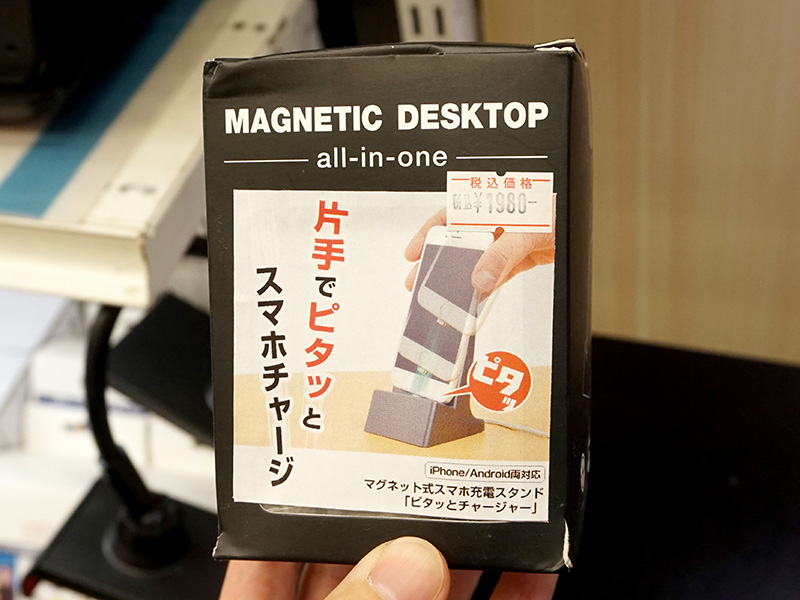 MAGNETIC DESKTOP
all-in-one
税込価格
税込¥1980-
片手でピタッと
スマホチャージ
ピタッ
iPhone/Android両対応
マグネット式スマホ充電スタンド
「ピタッとチャージャー」